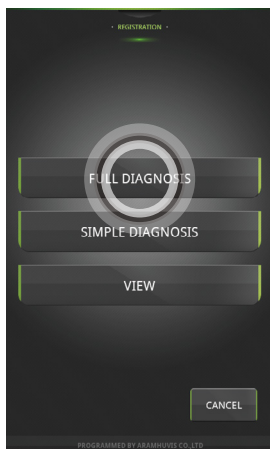 · REGISTRATION ·
FULL DIAGNOSIS
SIMPLE DIAGNOSIS
VIEW
CANCEL
PROGRAMMED BY ARAMHUVIS CO.,LTD